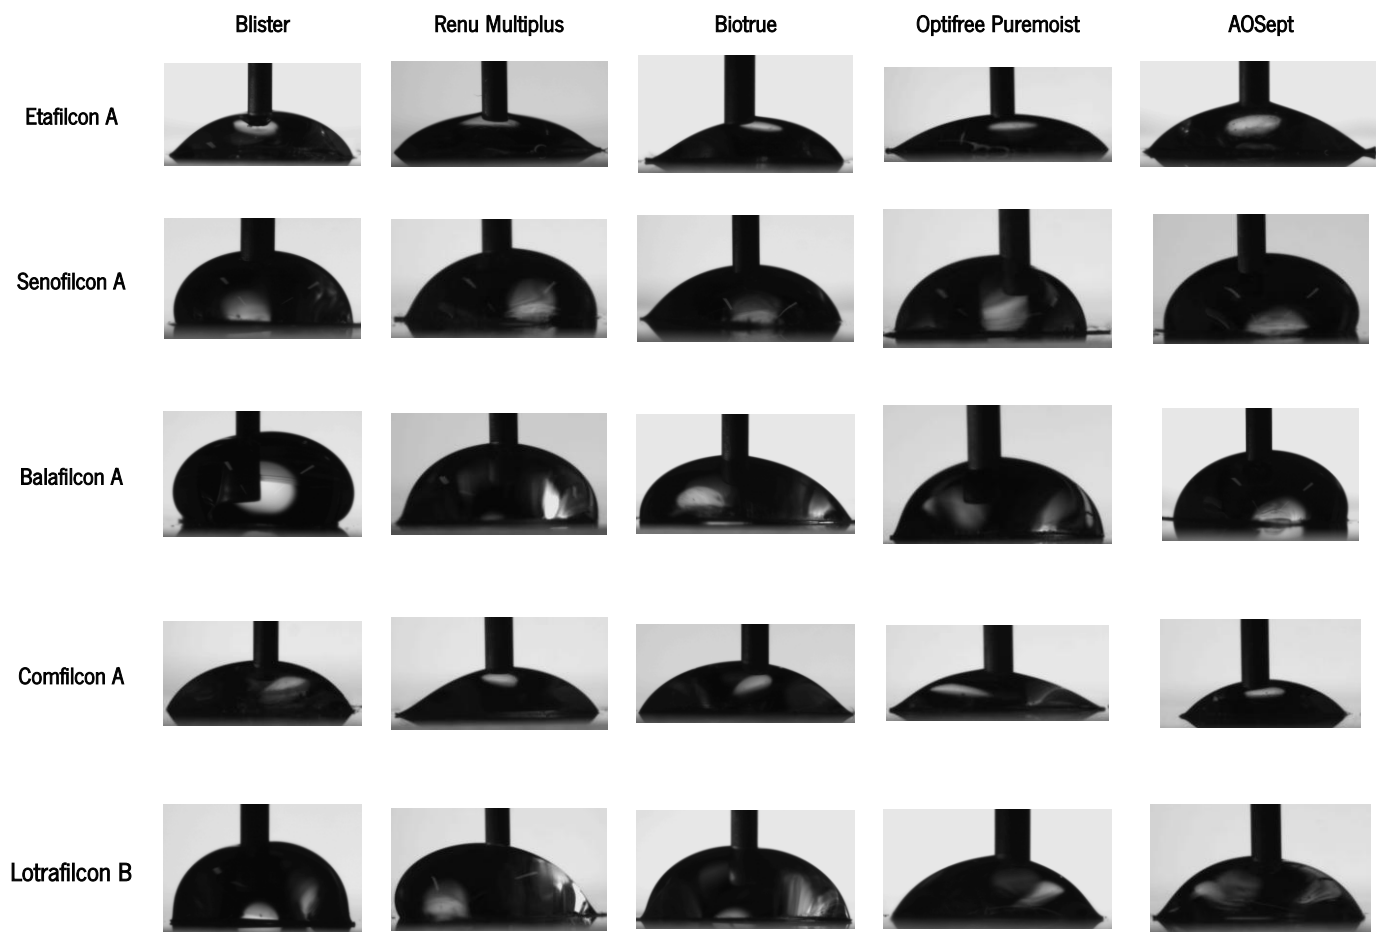 Blister Renu Multiplus Biotrue Optifree Puremoist AOSept
Etafilcon A
Senofilcon A
Balafilcon A
Comfilcon A
Lotrafilcon B